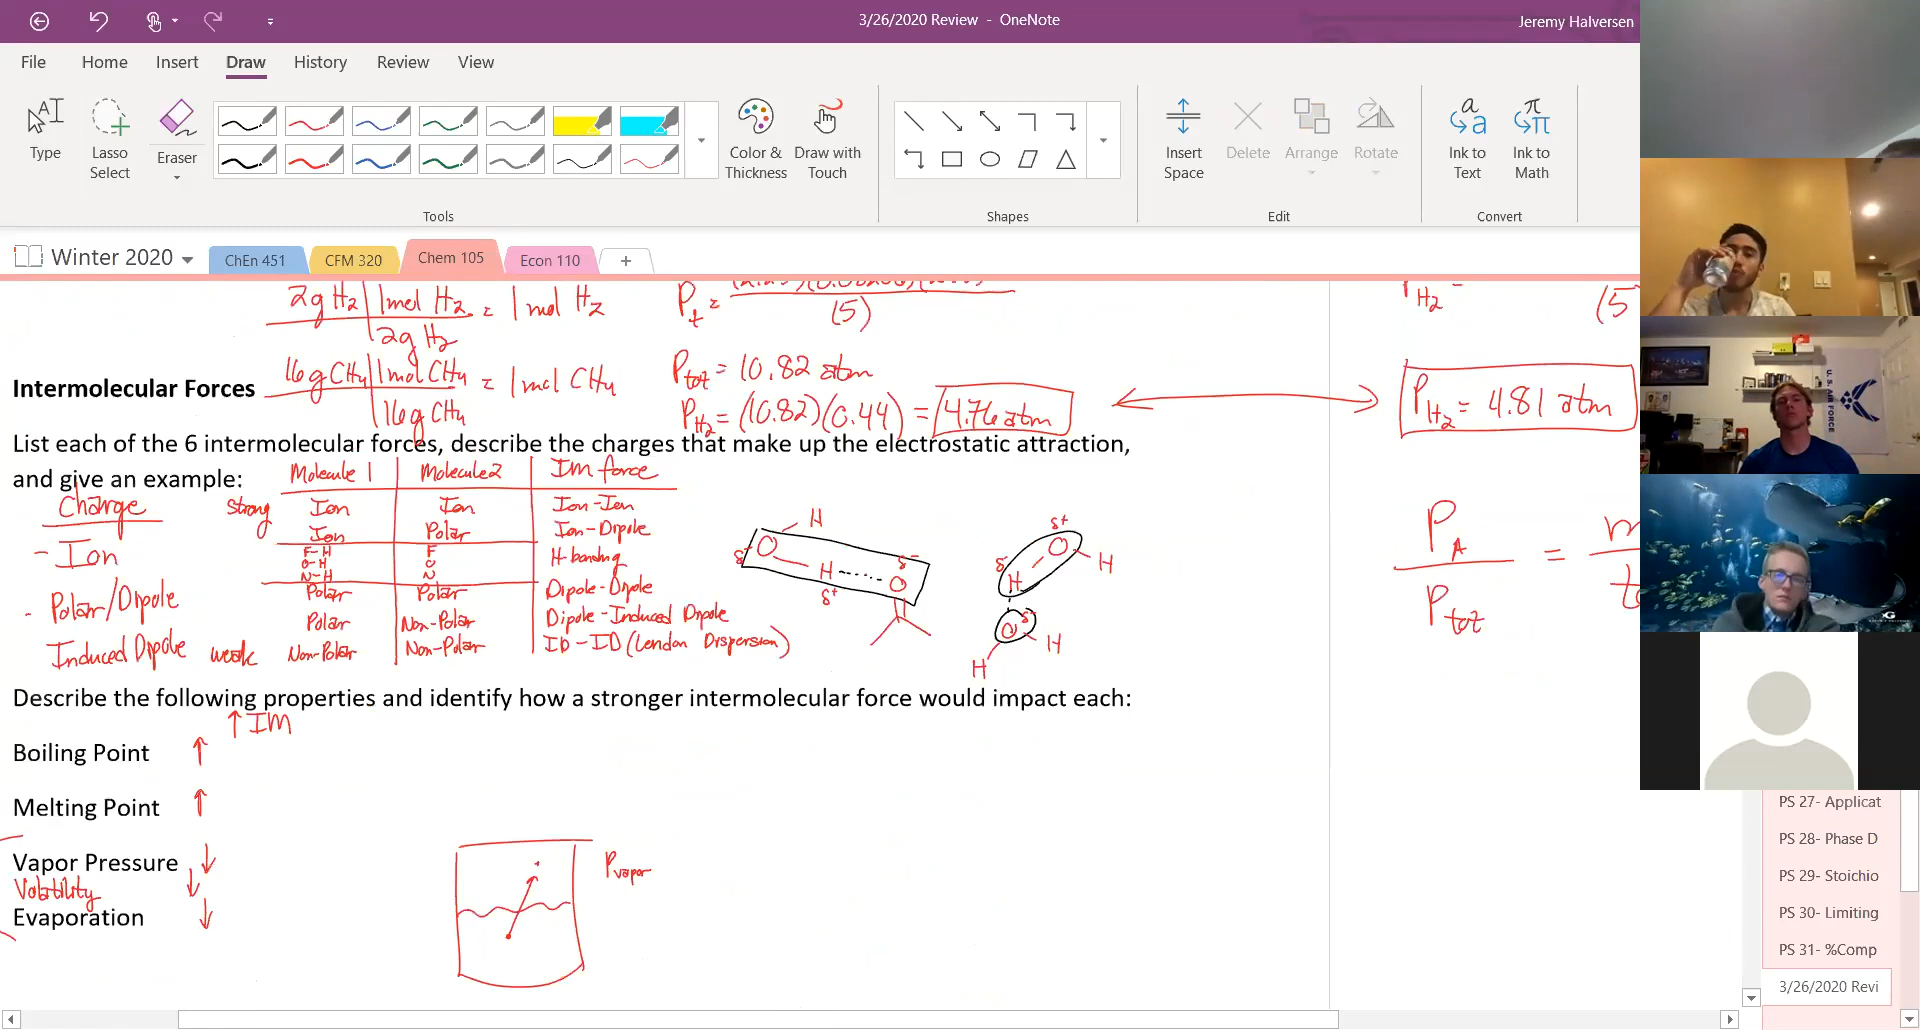 3/26/2020 Review - OneNote
Jeremy Halversen
File Home Insert Draw History Review View
Type
Lasso Select
Eraser
Color & Thickness
Draw with Touch
Insert Space
Delete
Arrange
Rotate
Ink to Text
Ink to Math
Tools
Shapes
Edit
Convert
Winter 2020
ChEn 451
CFM 320
Chem 105
Econ 110
2g H2 | 1mol H2 = 1mol H2
2g H2
Pt =
(5)
PH2 =
(5
16g CH4 | 1mol CH4 = 1mol CH4
16g CH4
Ptot = 10.82 atm
PH2 = (10.82)(0.44) = 4.76 atm
PH2 = 4.81 atm
Intermolecular Forces
List each of the 6 intermolecular forces, describe the charges that make up the electrostatic attraction,
and give an example:
Charge
- Ion
- Polar/Dipole
Induced Dipole
strong
weak
Molecule 1 Molecule 2 IM force
Ion Ion Ion-Ion
Ion Polar Ion-Dipole
F-H F
O-H O H-bonding
N-H N
Polar Polar Dipole-Dipole
Polar Non-Polar Dipole-Induced Dipole
Non-Polar Non-Polar ID-ID (London Dispersion)
H
δ- O
H δ+
δ- O
δ+ O
δ- H
H
O δ-
H
H
PA
Ptot
=
U.S. AIR FORCE
Describe the following properties and identify how a stronger intermolecular force would impact each:
↑ IM
Boiling Point ↑
Melting Point ↑
Vapor Pressure ↓
Volatility ↓
Evaporation ↓
Pvapor
PS 27- Applicat
PS 28- Phase D
PS 29- Stoichio
PS 30- Limiting
PS 31- %Comp
3/26/2020 Revi